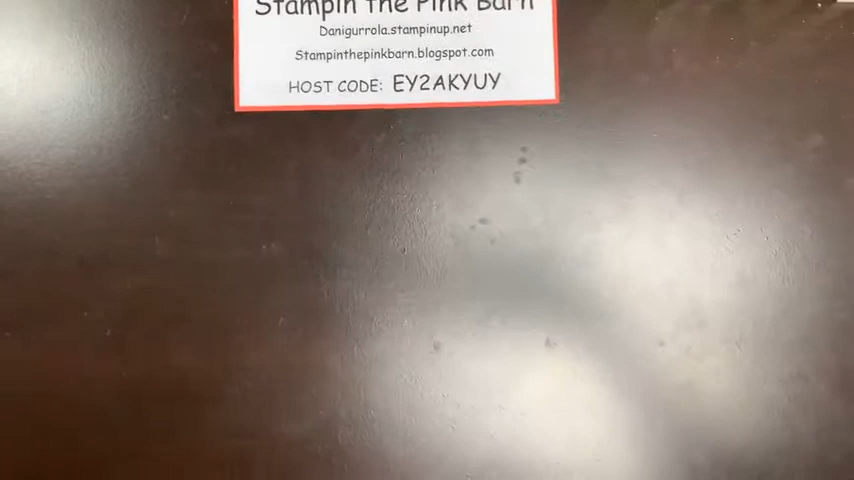 Stampin the Pink Barn
Danigurrola.stampinup.net
Stampinthepinkbarn.blogspot.com
HOST CODE: EY2AKYUY